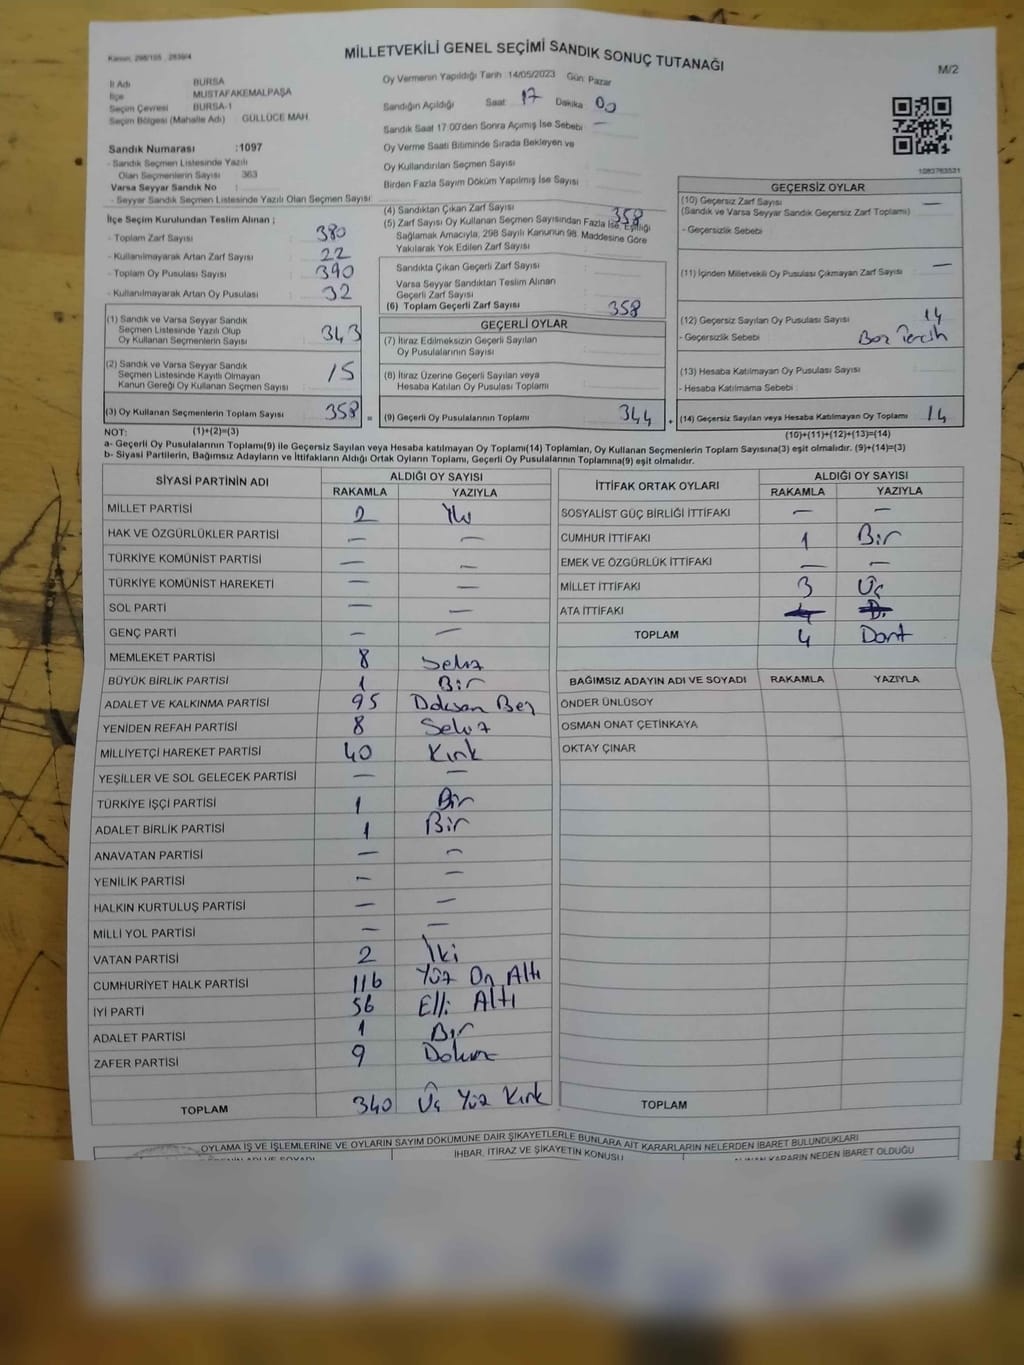 Kanun: 298/105 , 2839/4
MİLLETVEKİLİ GENEL SEÇİMİ SANDIK SONUÇ TUTANAĞI
M/2
İl Adı BURSA
İlçe MUSTAFAKEMALPAŞA
Seçim Çevresi BURSA-1
Seçim Bölgesi (Mahalle Adı) GÜLLÜCE MAH.
Sandık Numarası :1097
- Sandık Seçmen Listesinde Yazılı
Olan Seçmenlerin Sayısı 363
Varsa Seyyar Sandık No :
- Seyyar Sandık Seçmen Listesinde Yazılı Olan Seçmen Sayısı:
Oy Vermenin Yapıldığı Tarih 14/05/2023 Gün: Pazar
Sandığın Açıldığı Saat 17 Dakika 00
Sandık Saat 17:00'den Sonra Açımış İse Sebebi —
Oy Verme Saati Bitiminde Sırada Bekleyen ve
Oy Kullandırılan Seçmen Sayısı
Birden Fazla Sayım Döküm Yapılmış İse Sayısı
1083763531
İlçe Seçim Kurulundan Teslim Alınan ;
- Toplam Zarf Sayısı : 380
- Kullanılmayarak Artan Zarf Sayısı : 22
- Toplam Oy Pusulası Sayısı : 390
- Kullanılmayarak Artan Oy Pusulası : 32
(1) Sandık ve Varsa Seyyar Sandık
Seçmen Listesinde Yazılı Olup
Oy Kullanan Seçmenlerin Sayısı : 343
(2) Sandık ve Varsa Seyyar Sandık
Seçmen Listesinde Kayıtlı Olmayan
Kanun Gereği Oy Kullanan Seçmen Sayısı : 15
(3) Oy Kullanan Seçmenlerin Toplam Sayısı : 358 =
(4) Sandıktan Çıkan Zarf Sayısı 358
(5) Zarf Sayısı Oy Kullanan Seçmen Sayısından Fazla İse, Eşitliği
Sağlamak Amacıyla, 298 Sayılı Kanunun 98. Maddesine Göre
Yakılarak Yok Edilen Zarf Sayısı
Sandıkta Çıkan Geçerli Zarf Sayısı :
Varsa Seyyar Sandıktan Teslim Alınan
Geçerli Zarf Sayısı :
(6) Toplam Geçerli Zarf Sayısı : 358
GEÇERLİ OYLAR
(7) İtiraz Edilmeksizin Geçerli Sayılan
Oy Pusulalarının Sayısı :
(8) İtiraz Üzerine Geçerli Sayılan veya
Hesaba Katılan Oy Pusulası Toplamı :
(9) Geçerli Oy Pusulalarının Toplamı : 344 +
GEÇERSİZ OYLAR
(10) Geçersiz Zarf Sayısı —
(Sandık ve Varsa Seyyar Sandık Geçersiz Zarf Toplamı)
- Geçersizlik Sebebi :
(11) İçinden Milletvekili Oy Pusulası Çıkmayan Zarf Sayısı —
(12) Geçersiz Sayılan Oy Pusulası Sayısı : 14
- Geçersizlik Sebebi :
(13) Hesaba Katılmayan Oy Pusulası Sayısı :
- Hesaba Katılmama Sebebi :
(14) Geçersiz Sayılan veya Hesaba Katılmayan Oy Toplamı : 14
NOT: (1)+(2)=(3) (10)+(11)+(12)+(13)=(14)
a- Geçerli Oy Pusulalarının Toplamı(9) ile Geçersiz Sayılan veya Hesaba katılmayan Oy Toplamı(14) Toplamları, Oy Kullanan Seçmenlerin Toplam Sayısına(3) eşit olmalıdır. (9)+(14)=(3)
b- Siyasi Partilerin, Bağımsız Adayların ve İttifakların Aldığı Ortak Oyların Toplamı, Geçerli Oy Pusulalarının Toplamına(9) eşit olmalıdır.
SİYASİ PARTİNİN ADI ALDIĞI OY SAYISI
RAKAMLA YAZIYLA
MİLLET PARTİSİ 2 İki
HAK VE ÖZGÜRLÜKLER PARTİSİ — —
TÜRKİYE KOMÜNİST PARTİSİ — —
TÜRKİYE KOMÜNİST HAREKETİ — —
SOL PARTİ — —
GENÇ PARTİ — —
MEMLEKET PARTİSİ 8 Sekiz
BÜYÜK BİRLİK PARTİSİ 1 Bir
ADALET VE KALKINMA PARTİSİ 95 Doksan Beş
YENİDEN REFAH PARTİSİ 8 Sekiz
MİLLİYETÇİ HAREKET PARTİSİ 40 Kırk
YEŞİLLER VE SOL GELECEK PARTİSİ — —
TÜRKİYE İŞÇİ PARTİSİ 1 Bir
ADALET BİRLİK PARTİSİ 1 Bir
ANAVATAN PARTİSİ — —
YENİLİK PARTİSİ — —
HALKIN KURTULUŞ PARTİSİ — —
MİLLİ YOL PARTİSİ — —
VATAN PARTİSİ 2 İki
CUMHURİYET HALK PARTİSİ 116 Yüz On Altı
İYİ PARTİ 56 Elli Altı
ADALET PARTİSİ 1 Bir
ZAFER PARTİSİ 9 Dokuz
TOPLAM 340 Üç Yüz Kırk
İTTİFAK ORTAK OYLARI ALDIĞI OY SAYISI
RAKAMLA YAZIYLA
SOSYALİST GÜÇ BİRLİĞİ İTTİFAKI — —
CUMHUR İTTİFAKI 1 Bir
EMEK VE ÖZGÜRLÜK İTTİFAKI — —
MİLLET İTTİFAKI 3 Üç
ATA İTTİFAKI
TOPLAM 4 Dört
BAĞIMSIZ ADAYIN ADI VE SOYADI RAKAMLA YAZIYLA
ÖNDER ÜNLÜSOY
OSMAN ONAT ÇETİNKAYA
OKTAY ÇINAR
TOPLAM
OYLAMA İŞ VE İŞLEMLERİNE VE OYLARIN SAYIM DÖKÜMÜNE DAİR ŞİKAYETLERLE BUNLARA AİT KARARLARIN NELERDEN İBARET BULUNDUKLARI
İHBAR, İTİRAZ VE ŞİKAYETİN KONUSU
ALINAN KARARIN NEDEN İBARET OLDUĞU